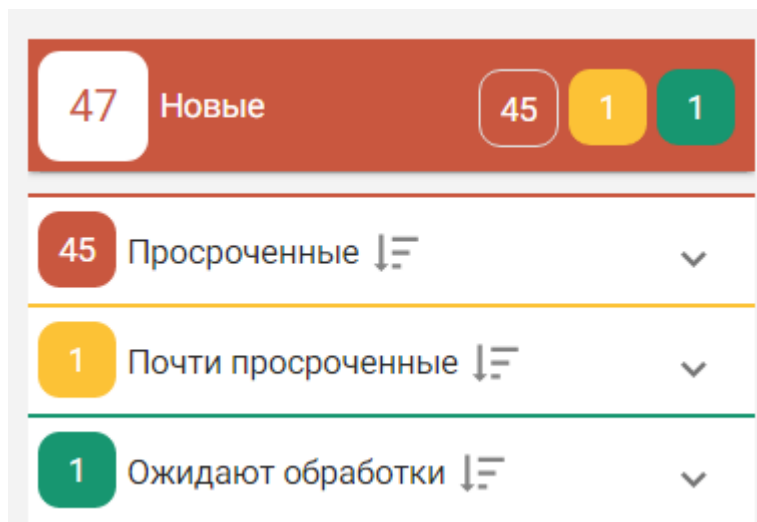 47 Новые 45 1 1
45 Просроченные
1 Почти просроченные
1 Ожидают обработки